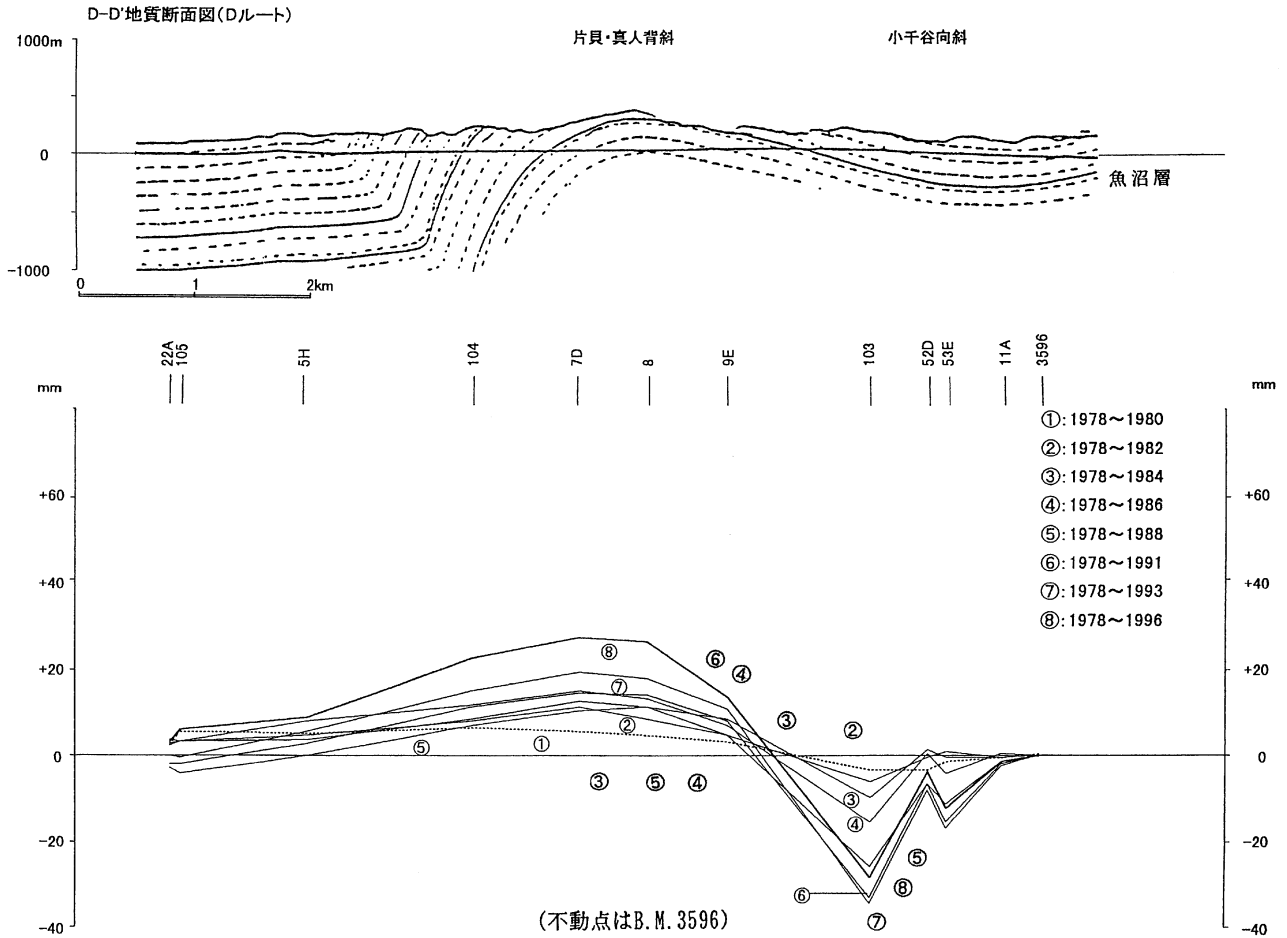 D-D'地質断面図(Dルート)
1000m
片貝・真人背斜
小千谷向斜
0
魚沼層
-1000
0 1 2km
22A 105 5H 104 7D 8 9E 103 52D 53E 11A 3596
mm mm
①:1978～1980
②:1978～1982
③:1978～1984
④:1978～1986
⑤:1978～1988
⑥:1978～1991
⑦:1978～1993
⑧:1978～1996
+60 +60
+40 +40
+20 ⑧ ⑥ ④ +20
⑦
② ③ ②
⑤ ①
0 0
③ ⑤ ④
③
④
-20 ⑤ -20
⑥ ⑧
(不動点はB.M.3596) ⑦
-40 -40